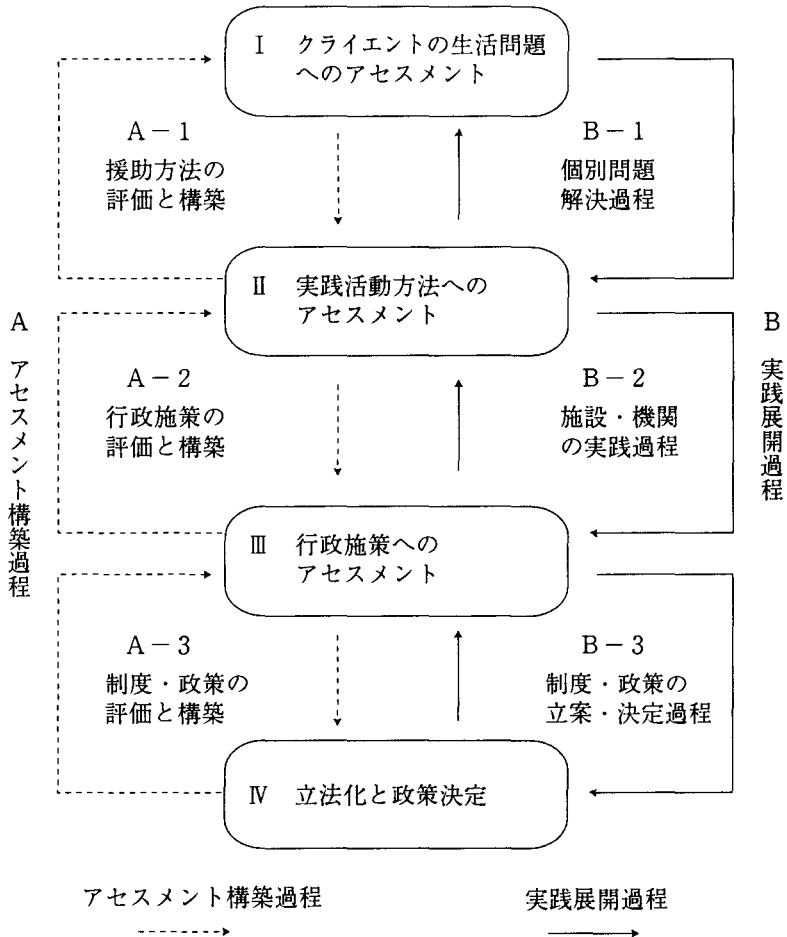 Ⅰ クライエントの生活問題
へのアセスメント
A－1
援助方法の
評価と構築
B－1
個別問題
解決過程
Ⅱ 実践活動方法への
アセスメント
A アセスメント構築過程
A－2
行政施策の
評価と構築
B－2
施設・機関
の実践過程
B 実践展開過程
Ⅲ 行政施策への
アセスメント
A－3
制度・政策の
評価と構築
B－3
制度・政策の
立案・決定過程
Ⅳ 立法化と政策決定
アセスメント構築過程
実践展開過程